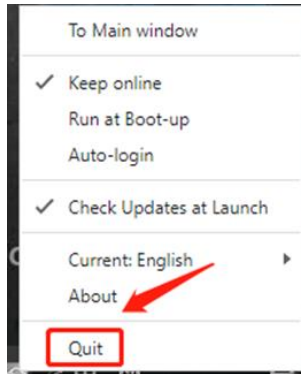 To Main window
Keep online
Run at Boot-up
Auto-login
Check Updates at Launch
Current: English
About
Quit